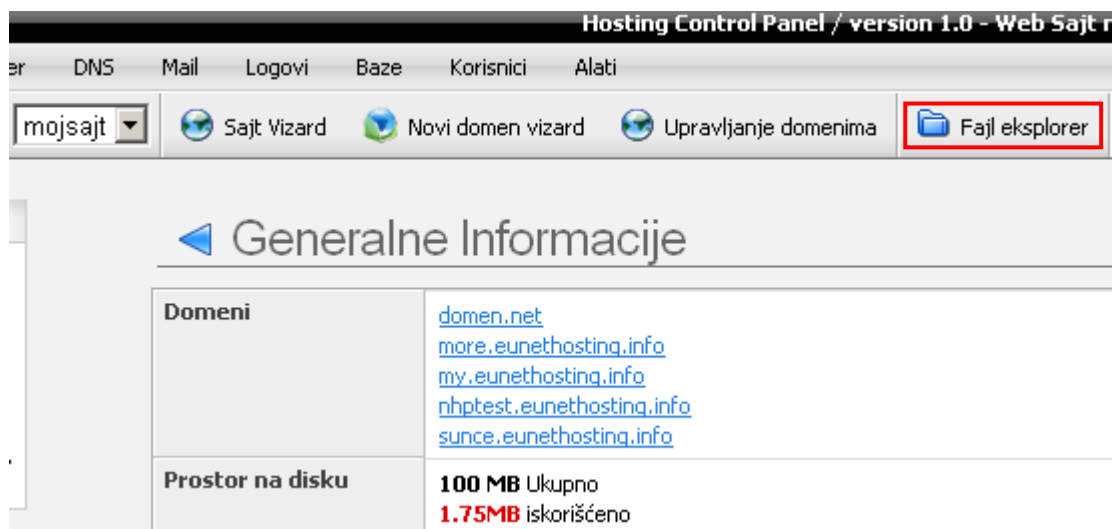 Hosting Control Panel / version 1.0 - Web Sajt
er DNS Mail Logovi Baze Korisnici Alati
mojsajt Sajt Vizard Novi domen vizard Upravljanje domenima Fajl eksplorer
Generalne Informacije
Domeni domen.net
more.eunethosting.info
my.eunethosting.info
nhptest.eunethosting.info
sunce.eunethosting.info
Prostor na disku 100 MB Ukupno
1.75MB iskorišćeno